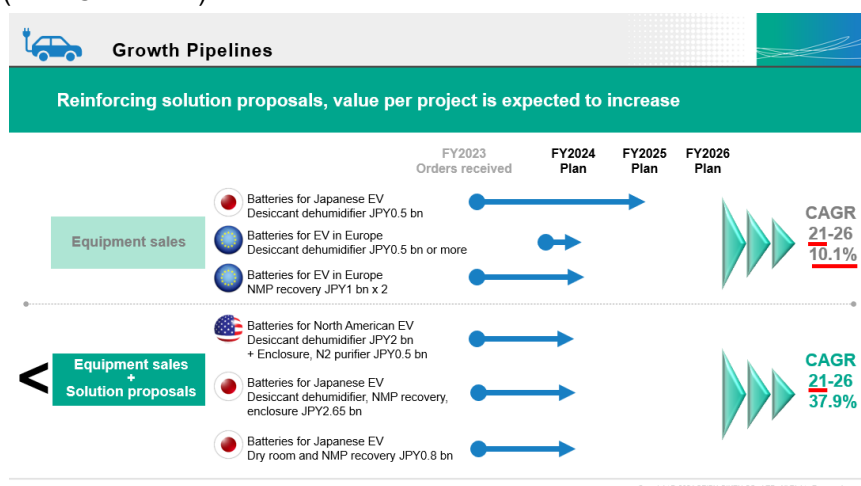 Growth Pipelines
Reinforcing solution proposals, value per project is expected to increase
FY2023
Orders received
FY2024
Plan
FY2025
Plan
FY2026
Plan
Equipment sales
Batteries for Japanese EV
Desiccant dehumidifier JPY0.5 bn
Batteries for EV in Europe
Desiccant dehumidifier JPY0.5 bn or more
Batteries for EV in Europe
NMP recovery JPY1 bn x 2
CAGR
21-26
10.1%
<
Equipment sales
+
Solution proposals
Batteries for North American EV
Desiccant dehumidifier JPY2 bn
+ Enclosure, N2 purifier JPY0.5 bn
Batteries for Japanese EV
Desiccant dehumidifier, NMP recovery,
enclosure JPY2.65 bn
Batteries for Japanese EV
Dry room and NMP recovery JPY0.8 bn
CAGR
21-26
37.9%